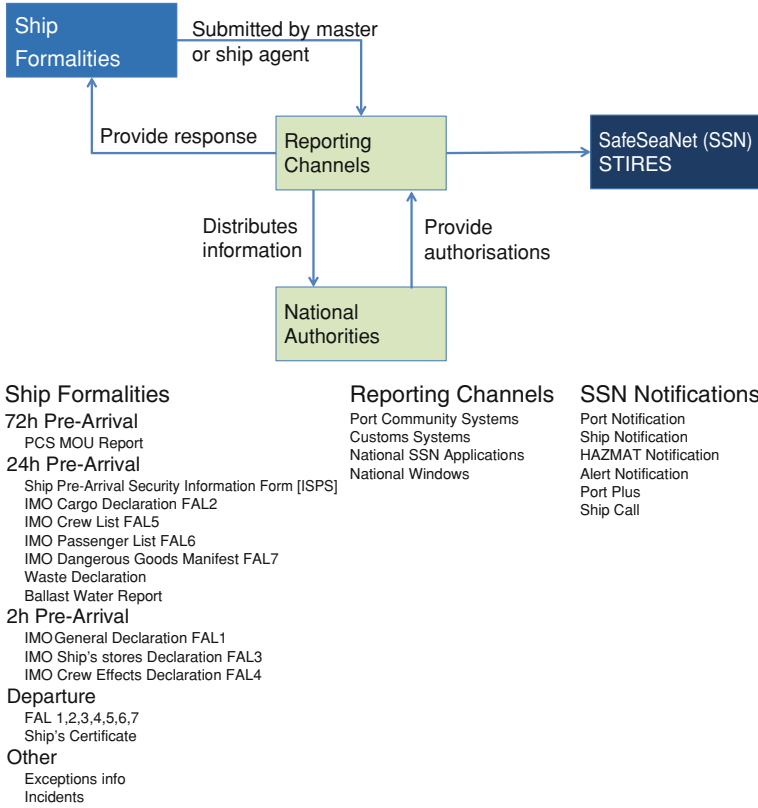 Ship
Formalities
Submitted by master
or ship agent
Provide response
Reporting
Channels
SafeSeaNet (SSN)
STIRES
Distributes
information
Provide
authorisations
National
Authorities
Ship Formalities
72h Pre-Arrival
PCS MOU Report
24h Pre-Arrival
Ship Pre-Arrival Security Information Form [ISPS]
IMO Cargo Declaration FAL2
IMO Crew List FAL5
IMO Passenger List FAL6
IMO Dangerous Goods Manifest FAL7
Waste Declaration
Ballast Water Report
2h Pre-Arrival
IMO General Declaration FAL1
IMO Ship's stores Declaration FAL3
IMO Crew Effects Declaration FAL4
Departure
FAL 1,2,3,4,5,6,7
Ship's Certificate
Other
Exceptions info
Incidents
Reporting Channels
Port Community Systems
Customs Systems
National SSN Applications
National Windows
SSN Notifications
Port Notification
Ship Notification
HAZMAT Notification
Alert Notification
Port Plus
Ship Call